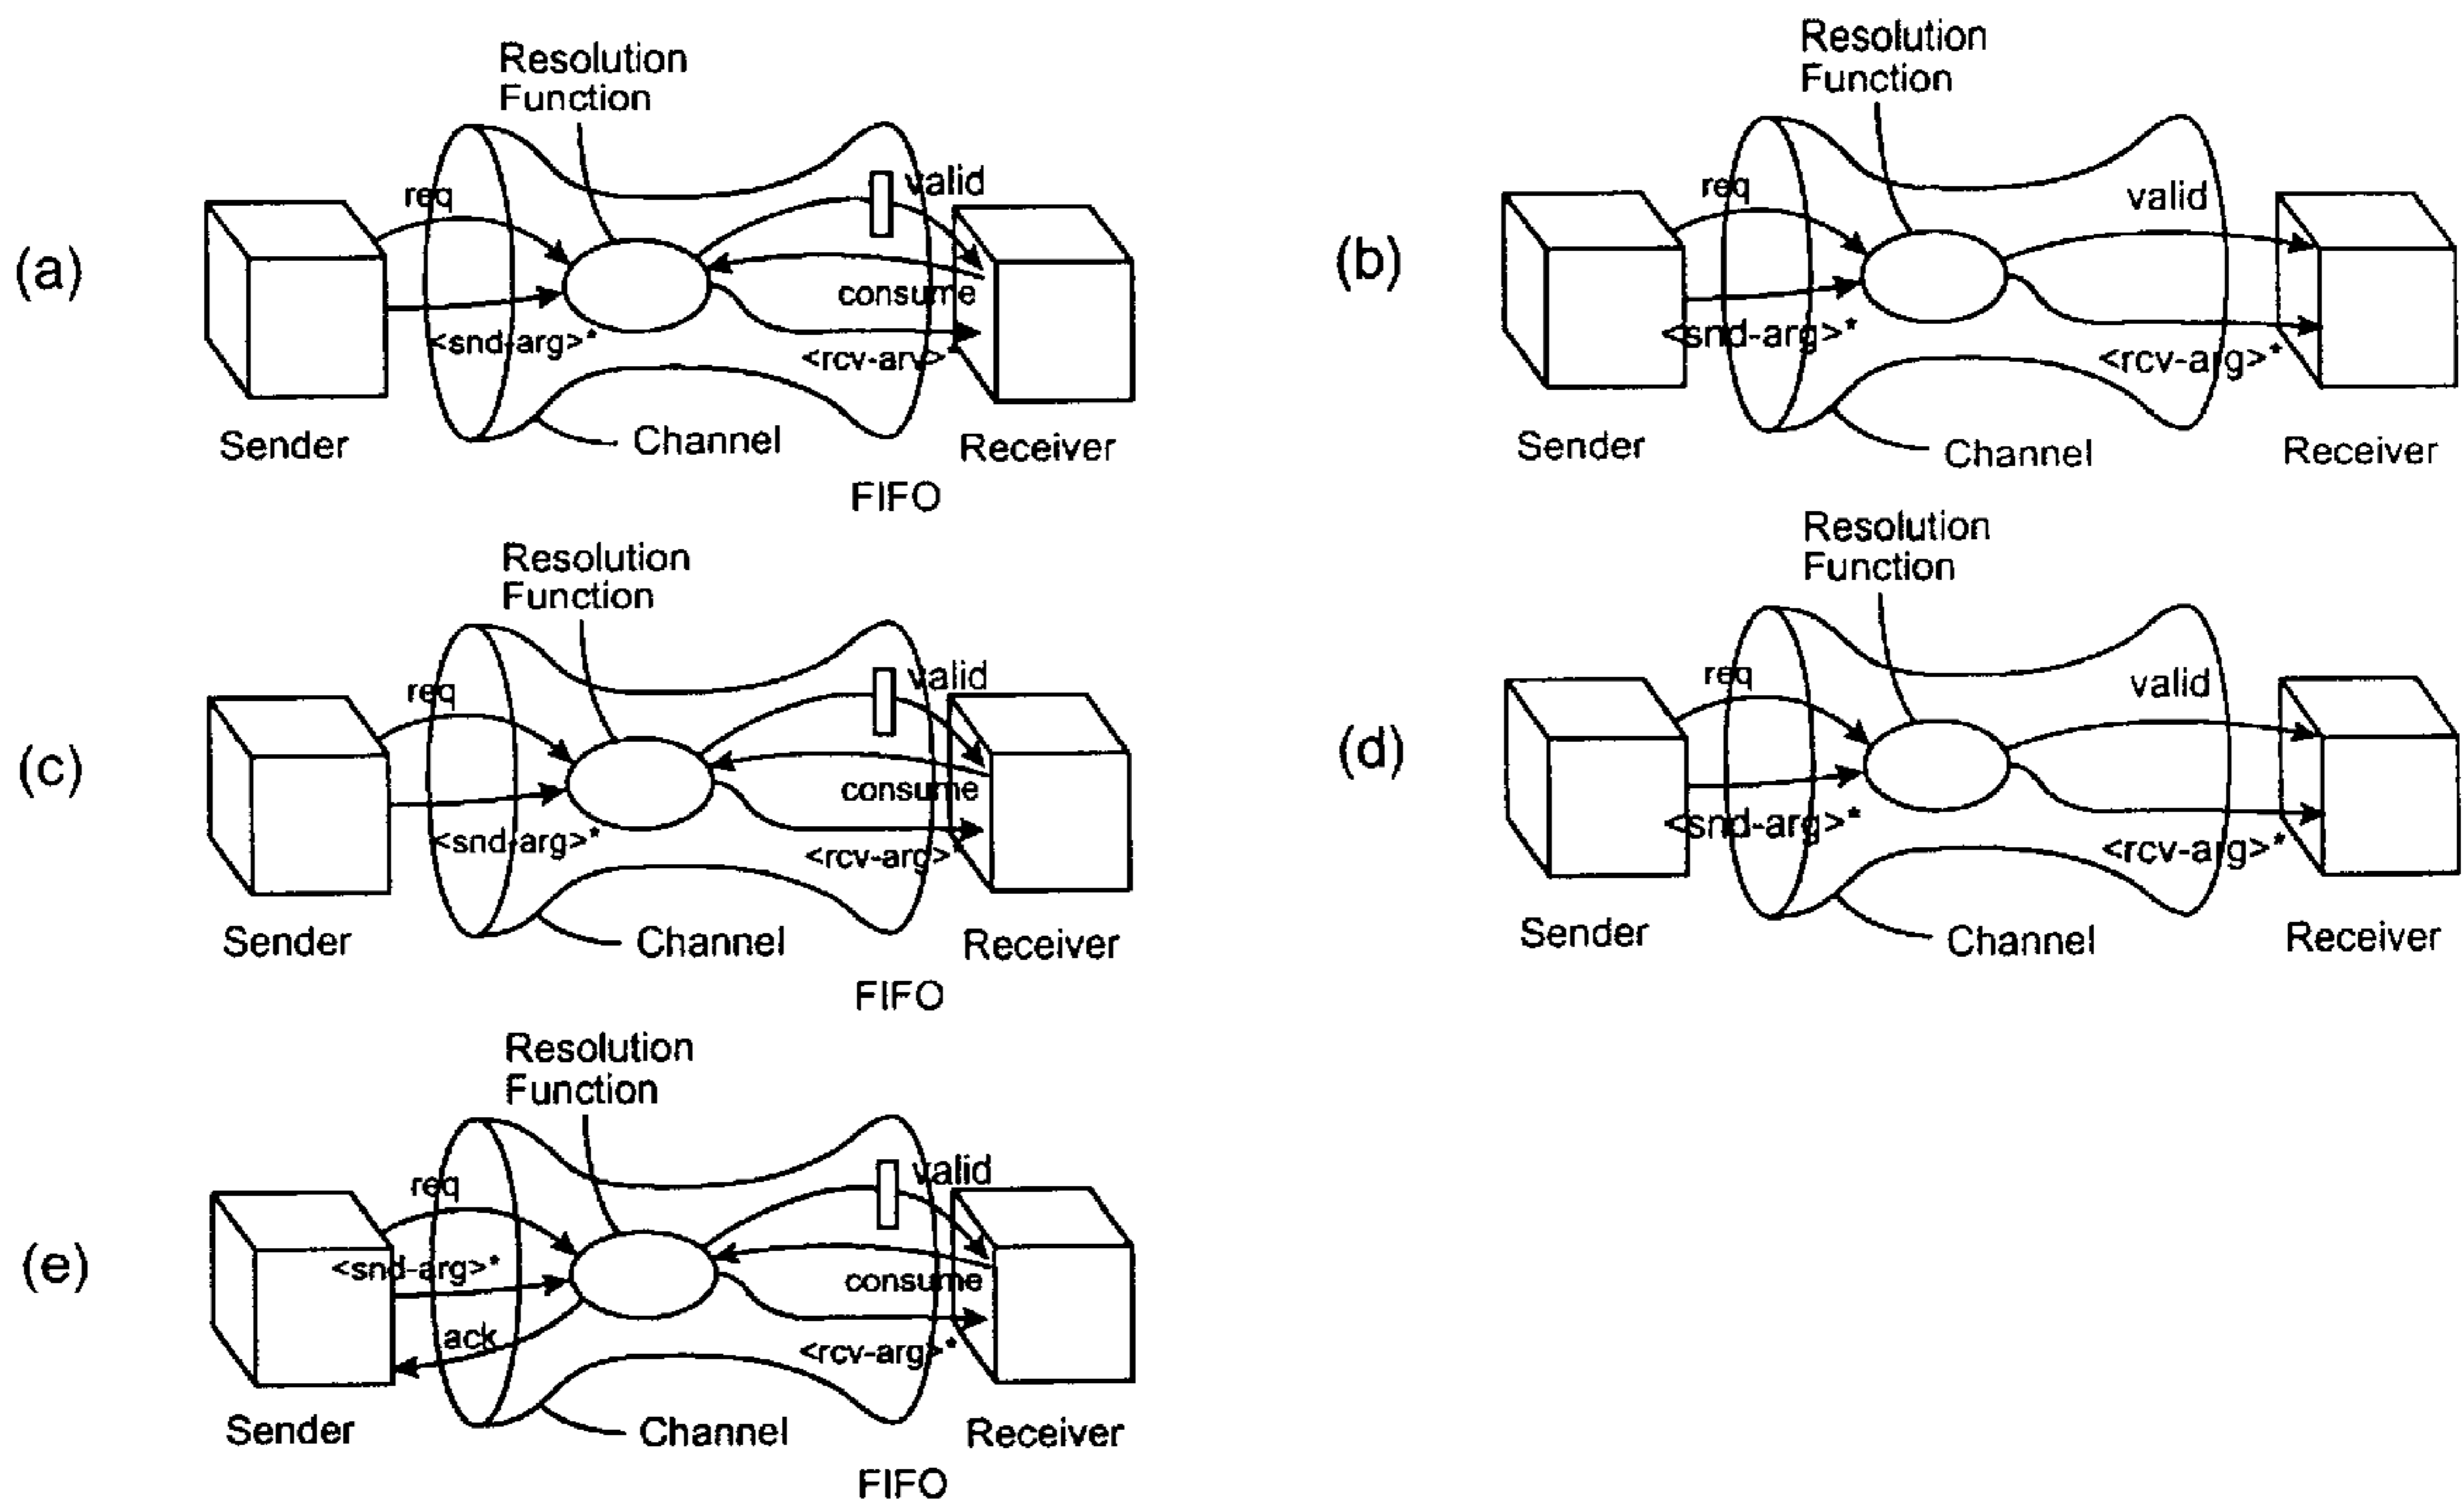 (a)
Resolution
Function
req
valid
consume
<snd-arg>*
<rcv-arv>*
Sender
Channel
Receiver
FIFO
(b)
Resolution
Function
req
valid
<snd-arg>*
<rcv-arg>*
Sender
Channel
Receiver
(c)
Resolution
Function
req
valid
consume
<snd-arg>*
<rcv-arg>*
Sender
Channel
Receiver
FIFO
(d)
Resolution
Function
req
valid
<snd-arg>*
<rcv-arg>*
Sender
Channel
Receiver
(e)
Resolution
Function
req
valid
<snd-arg>*
consume
ack
<rcv-arg>*
Sender
Channel
Receiver
FIFO